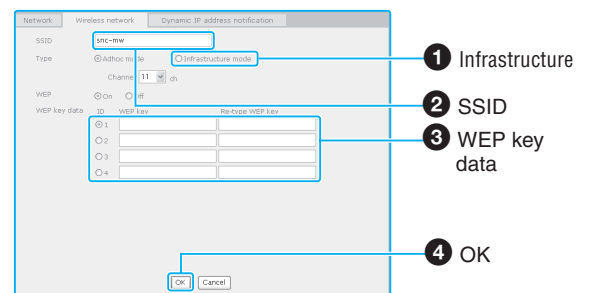 Network Wireless network Dynamic IP address notification
SSID snc-mw
Type Adhoc mode Infrastructure mode
Channel 11 ch
WEP On Off
WEP key data ID WEP key Re-type WEP key
1
2
3
4
OK Cancel
1 Infrastructure
2 SSID
3 WEP key
data
4 OK